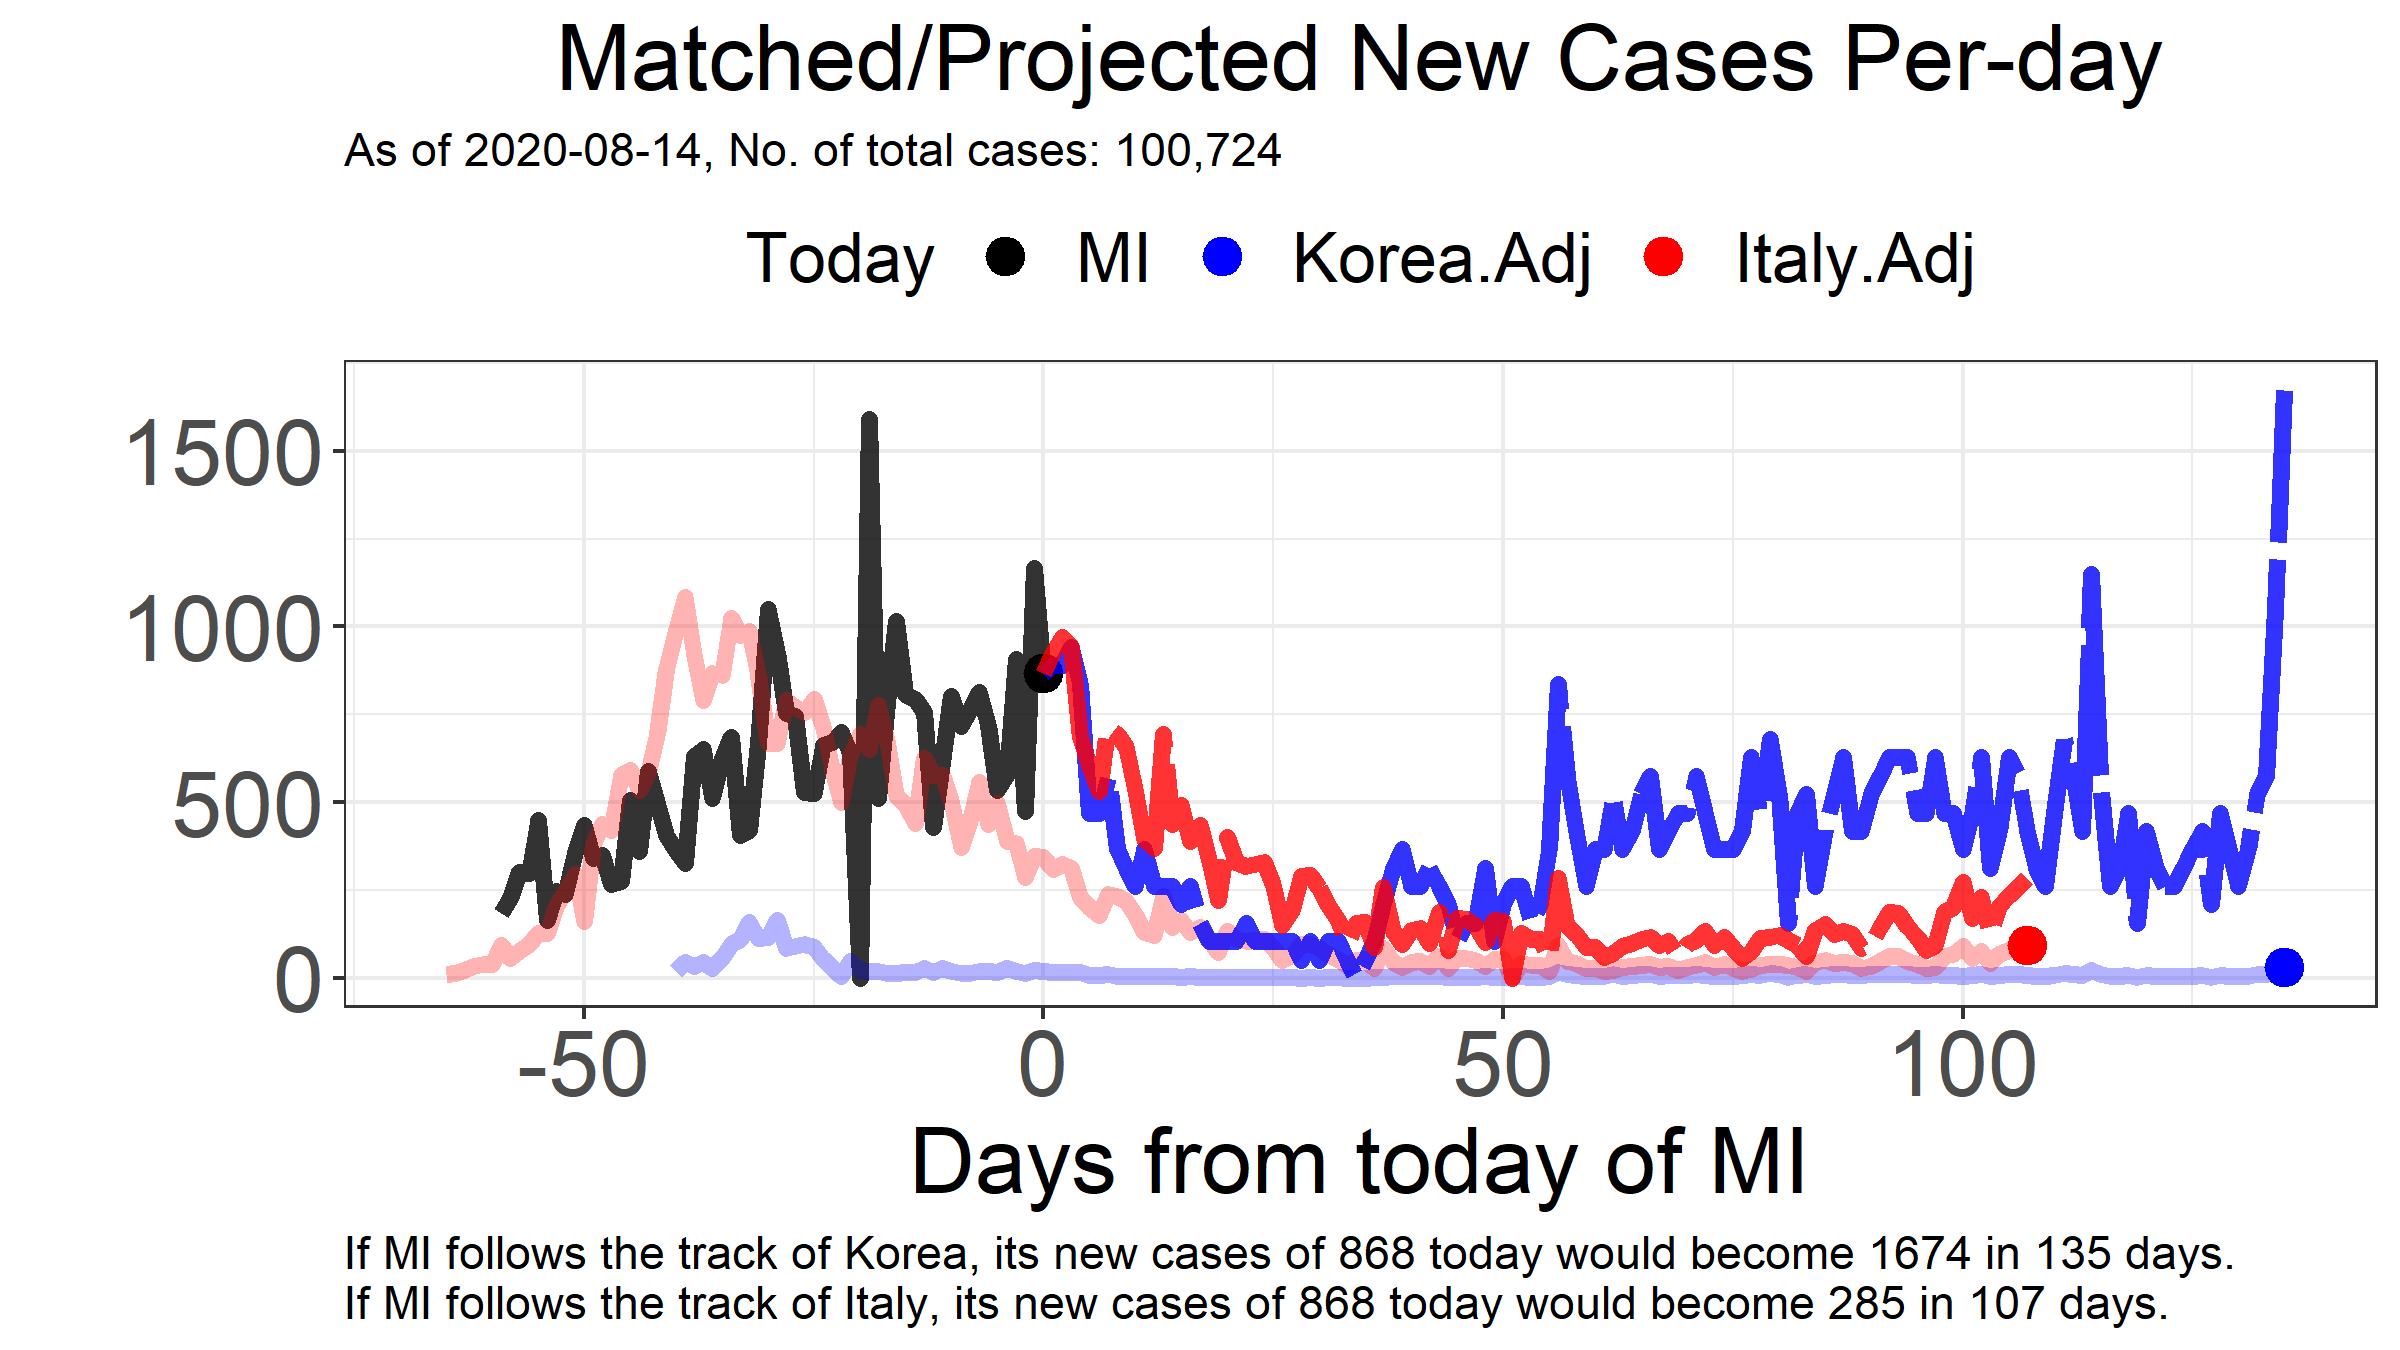 Matched/Projected New Cases Per-day
As of 2020-08-14, No. of total cases: 100,724
Today MI Korea.Adj Italy.Adj
1500
1000
500
0
-50 0 50 100
Days from today of MI
If MI follows the track of Korea, its new cases of 868 today would become 1674 in 135 days.
If MI follows the track of Italy, its new cases of 868 today would become 285 in 107 days.